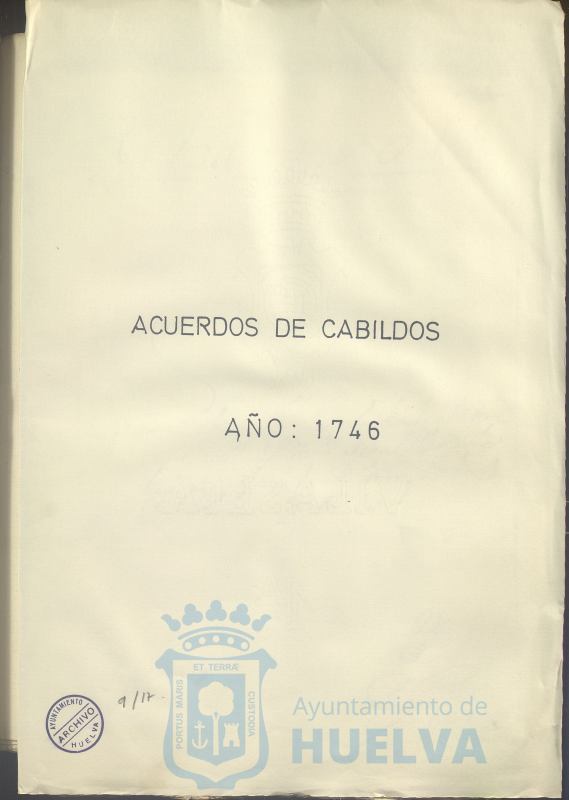 ACUERDOS DE CABILDOS
AÑO: 1746
9/17.
AYUNTAMIENTO
ARCHIVO
HUELVA
PORTUS MARIS
ET TERRÆ
CUSTODIA
Ayuntamiento de
HUELVA